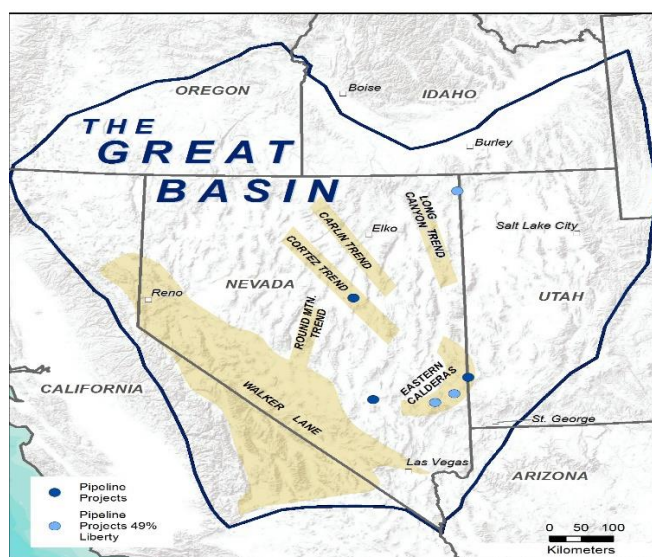 OREGON
Boise
IDAHO
THE
GREAT
BASIN
Burley
LONG
CANYON TREND
CARLIN TREND
Elko
Salt Lake City
CORTEZ TREND
NEVADA
UTAH
Reno
ROUND MTN.
TREND
CALIFORNIA
WALKER LANE
EASTERN
CALDERAS
St. George
Las Vegas
ARIZONA
Pipeline
Projects
Pipeline
Projects 49%
Liberty
0 50 100
Kilometers